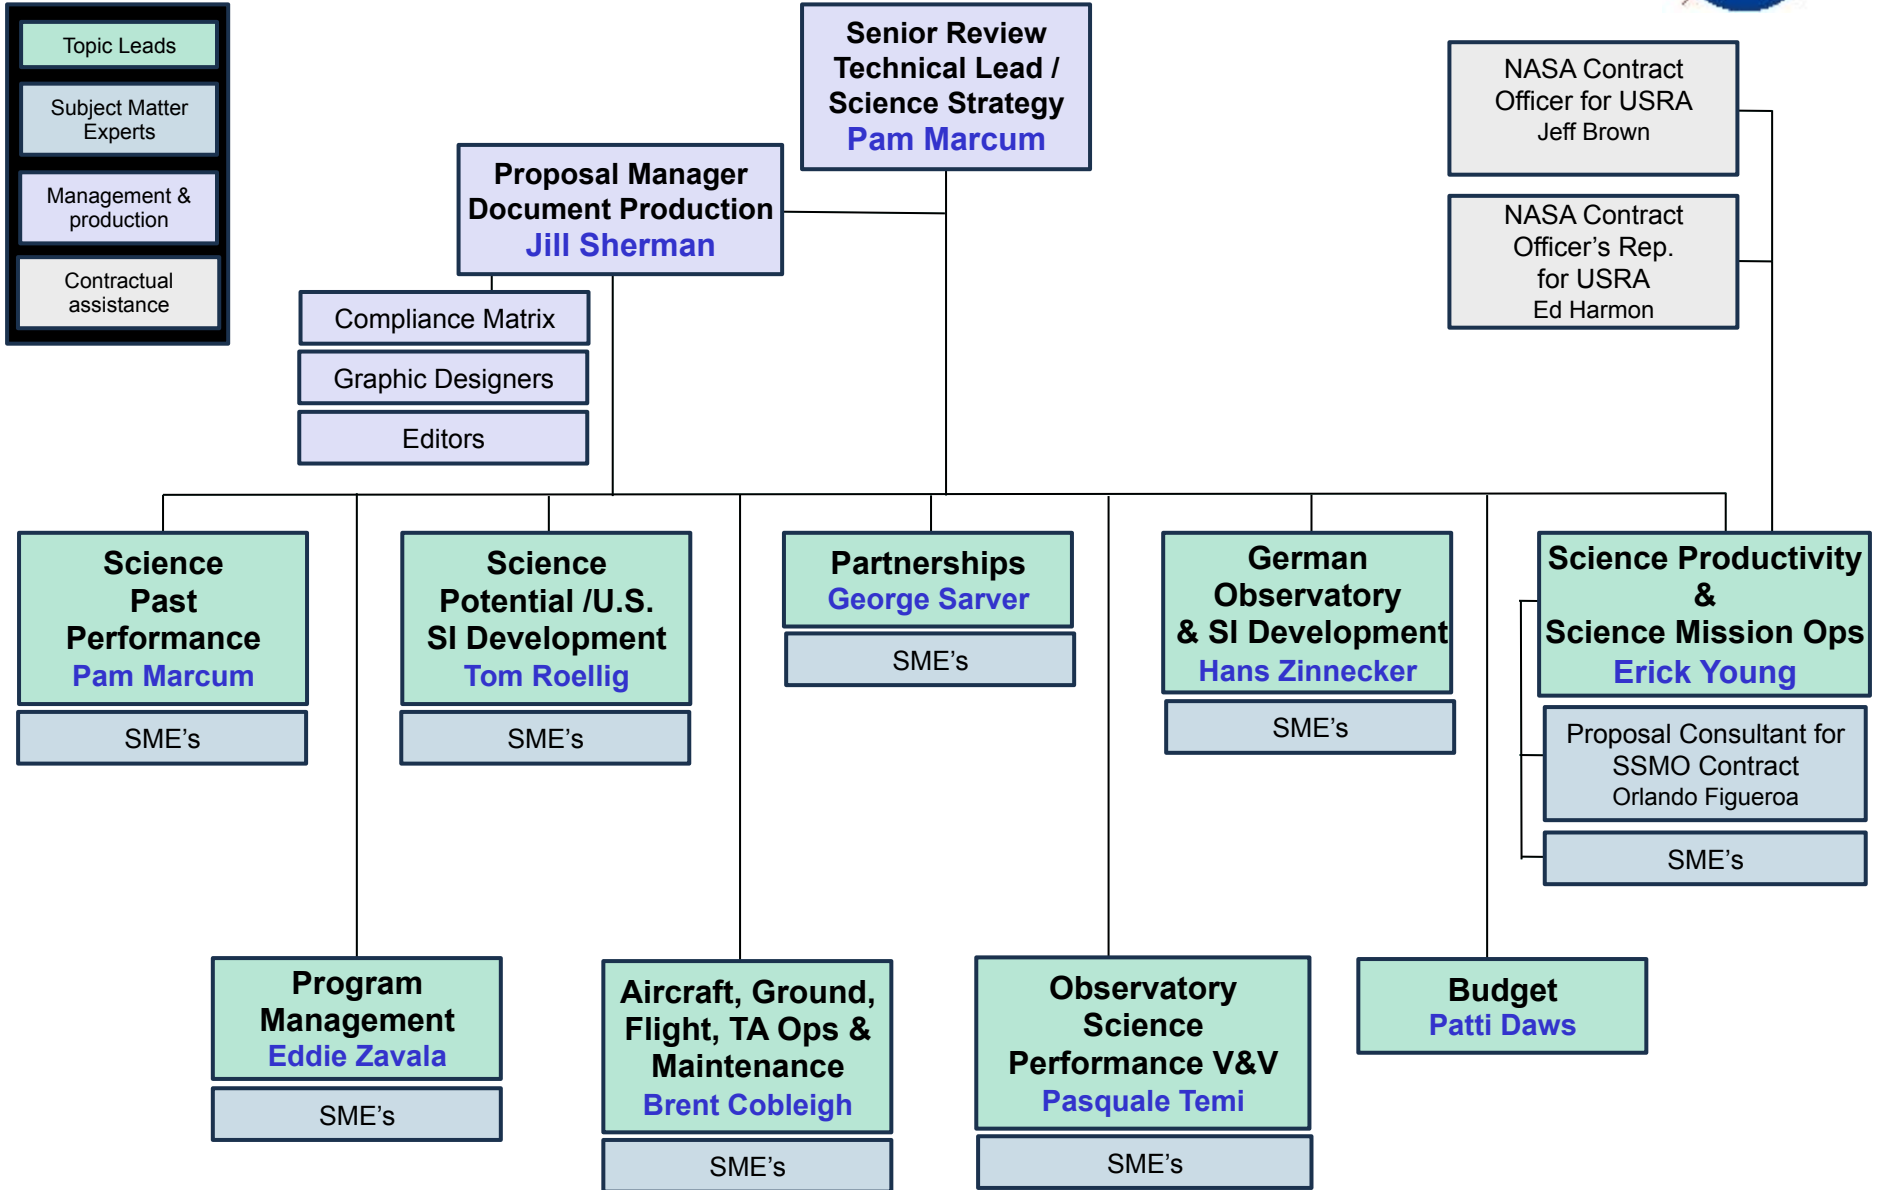 Topic Leads
Subject Matter
Experts
Management &
production
Contractual
assistance
Senior Review
Technical Lead /
Science Strategy
Pam Marcum
Proposal Manager
Document Production
Jill Sherman
Compliance Matrix
Graphic Designers
Editors
NASA Contract
Officer for USRA
Jeff Brown
NASA Contract
Officer's Rep.
for USRA
Ed Harmon
Science
Past
Performance
Pam Marcum
SME's
Science
Potential /U.S.
SI Development
Tom Roellig
SME's
Partnerships
George Sarver
SME's
German
Observatory
& SI Development
Hans Zinnecker
SME's
Science Productivity
&
Science Mission Ops
Erick Young
Proposal Consultant for
SSMO Contract
Orlando Figueroa
SME's
Program
Management
Eddie Zavala
SME's
Aircraft, Ground,
Flight, TA Ops &
Maintenance
Brent Cobleigh
SME's
Observatory
Science
Performance V&V
Pasquale Temi
SME's
Budget
Patti Daws